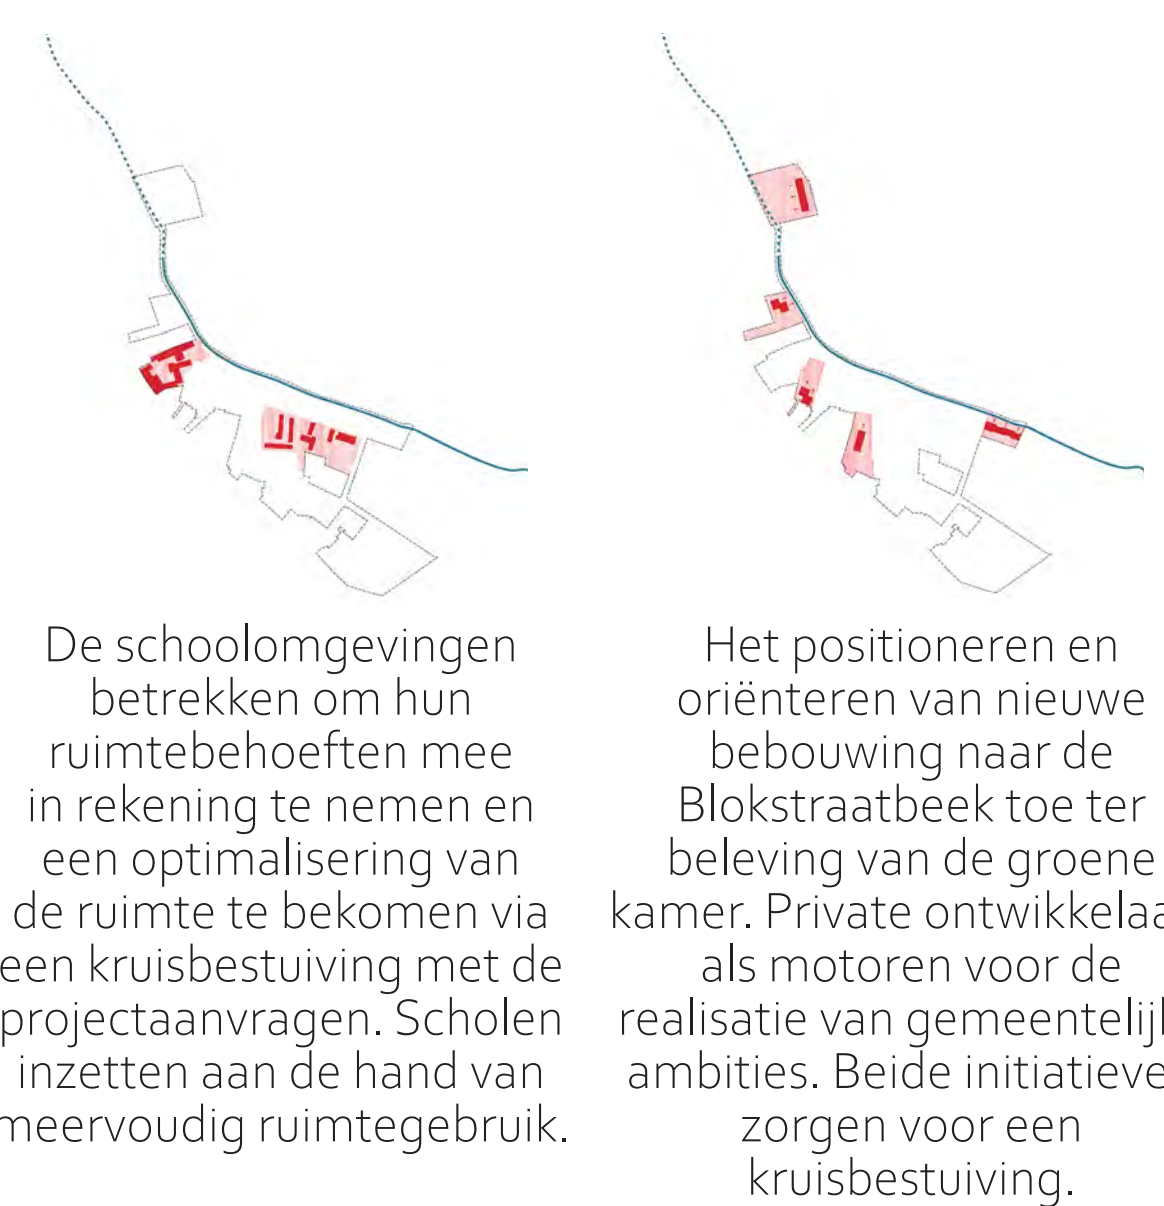 De schoolomgevingen
betrekken om hun
ruimtebehoeften mee
in rekening te nemen en
een optimalisering van
de ruimte te bekomen via
een kruisbestuiving met de
projectaanvragen. Scholen
inzetten aan de hand van
meervoudig ruimtegebruik.
Het positioneren en
oriënteren van nieuwe
bebouwing naar de
Blokstraatbeek toe ter
beleving van de groene
kamer. Private
als motoren voor de
realisatie van
ambities. Beide
zorgen voor een
kruisbestuiving.